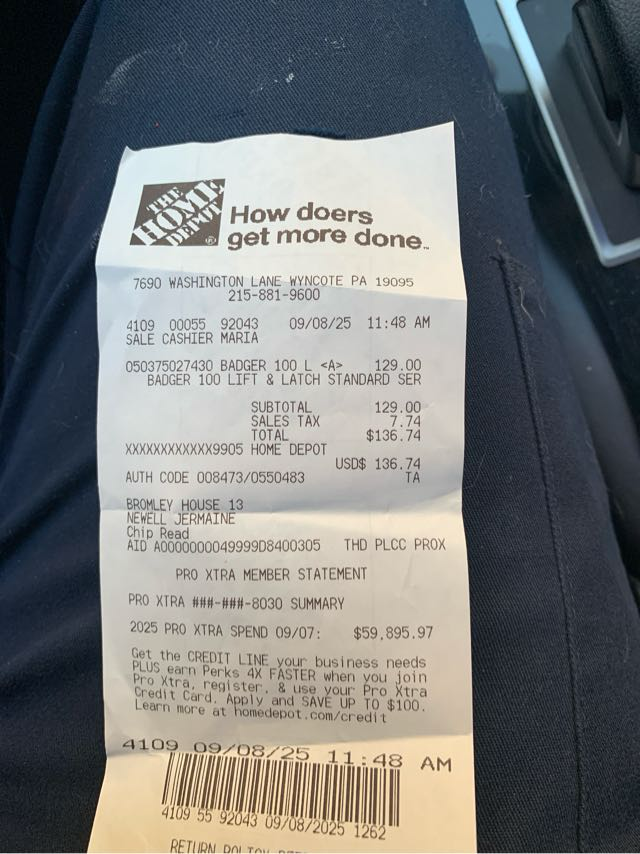 THE
HOME
DEPOT
®
How doers
get more done™
7690 WASHINGTON LANE WYNCOTE PA 19095
215-881-9600
4109 00055 92043 09/08/25 11:48 AM
SALE CASHIER MARIA
050375027430 BADGER 100 L <A> 129.00
BADGER 100 LIFT & LATCH STANDARD SER
SUBTOTAL 129.00
SALES TAX 7.74
TOTAL $136.74
XXXXXXXXXXXX9905 HOME DEPOT
USD$ 136.74
AUTH CODE 008473/0550483 TA
BROMLEY HOUSE 13
NEWELL JERMAINE
Chip Read
AID A0000000049999D8400305 THD PLCC PROX
PRO XTRA MEMBER STATEMENT
PRO XTRA ###-###-8030 SUMMARY
2025 PRO XTRA SPEND 09/07: $59,895.97
Get the CREDIT LINE your business needs
PLUS earn Perks 4X FASTER when you join
Pro Xtra, register, & use your Pro Xtra
Credit Card. Apply and SAVE UP TO $100.
Learn more at homedepot.com/credit
4109 09/08/25 11:48 AM
4109 55 92043 09/08/2025 1262
RETURN POLICY